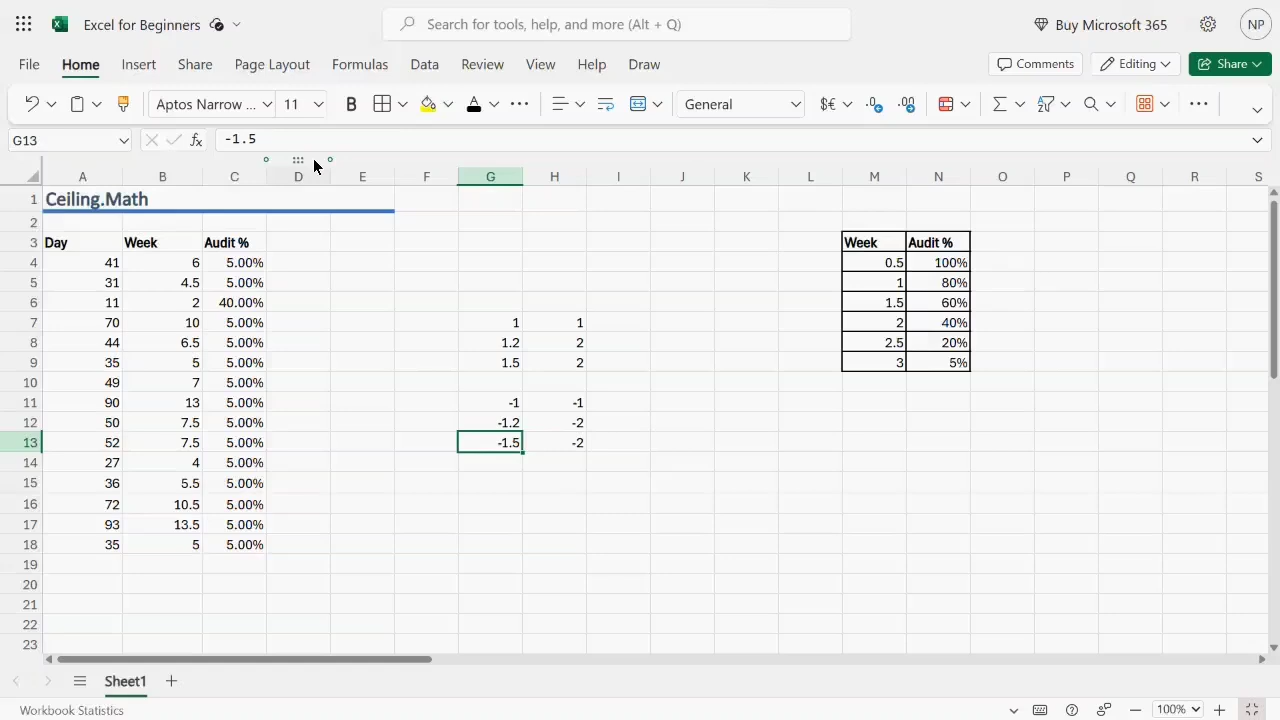 Excel for Beginners
Search for tools, help, and more (Alt + Q)
Buy Microsoft 365
NP
File Home Insert Share Page Layout Formulas Data Review View Help Draw
Comments Editing Share
Aptos Narrow ... 11 B A General $€ .0 .00
G13 fx -1.5
A B C D E F G H I J K L M N O P Q R S
1 Ceiling.Math
2
3 Day Week Audit % Week Audit %
4 41 6 5.00% 0.5 100%
5 31 4.5 5.00% 1 80%
6 11 2 40.00% 1.5 60%
7 70 10 5.00% 1 1 2 40%
8 44 6.5 5.00% 1.2 2 2.5 20%
9 35 5 5.00% 1.5 2 3 5%
10 49 7 5.00%
11 90 13 5.00% -1 -1
12 50 7.5 5.00% -1.2 -2
13 52 7.5 5.00% -1.5 -2
14 27 4 5.00%
15 36 5.5 5.00%
16 72 10.5 5.00%
17 93 13.5 5.00%
18 35 5 5.00%
19
20
21
22
23
Sheet1
Workbook Statistics
100%